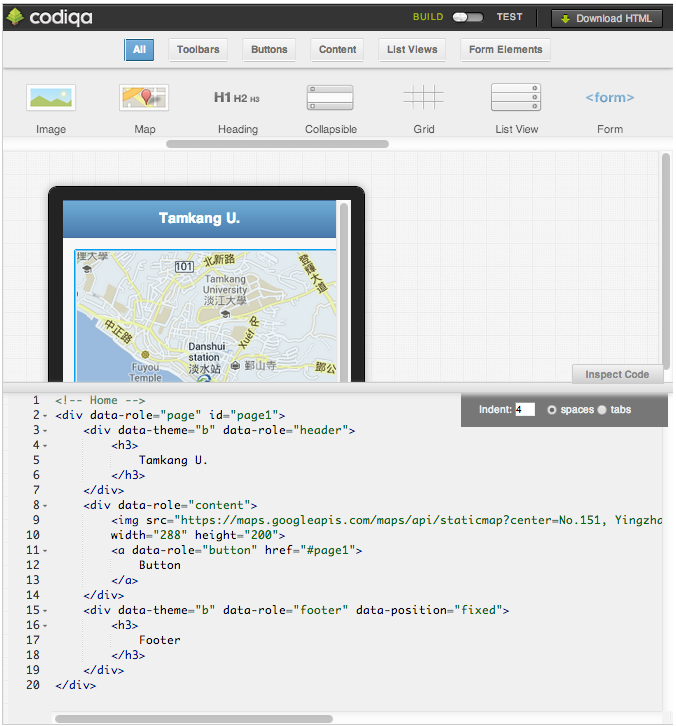 codiqa BUILD TEST Download HTML
All Toolbars Buttons Content List Views Form Elements
H1 H2 H3 <form>
Image Map Heading Collapsible Grid List View Form
Tamkang U.
理大學
101
北新路
登輝大道
Tamkang
University
淡江大學
中正路
Xuefu R
Danshui
station
淡水站
鄞山寺
鄧公
Fuyou
Temple
Inspect Code
Indent: 4 spaces tabs
1 <!-- Home -->
2 <div data-role="page" id="page1">
3 <div data-theme="b" data-role="header">
4 <h3>
5 Tamkang U.
6 </h3>
7 </div>
8 <div data-role="content">
9 <img src="https://maps.googleapis.com/maps/api/staticmap?center=No.151, Yingzha
10 width="288" height="200">
11 <a data-role="button" href="#page1">
12 Button
13 </a>
14 </div>
15 <div data-theme="b" data-role="footer" data-position="fixed">
16 <h3>
17 Footer
18 </h3>
19 </div>
20 </div>